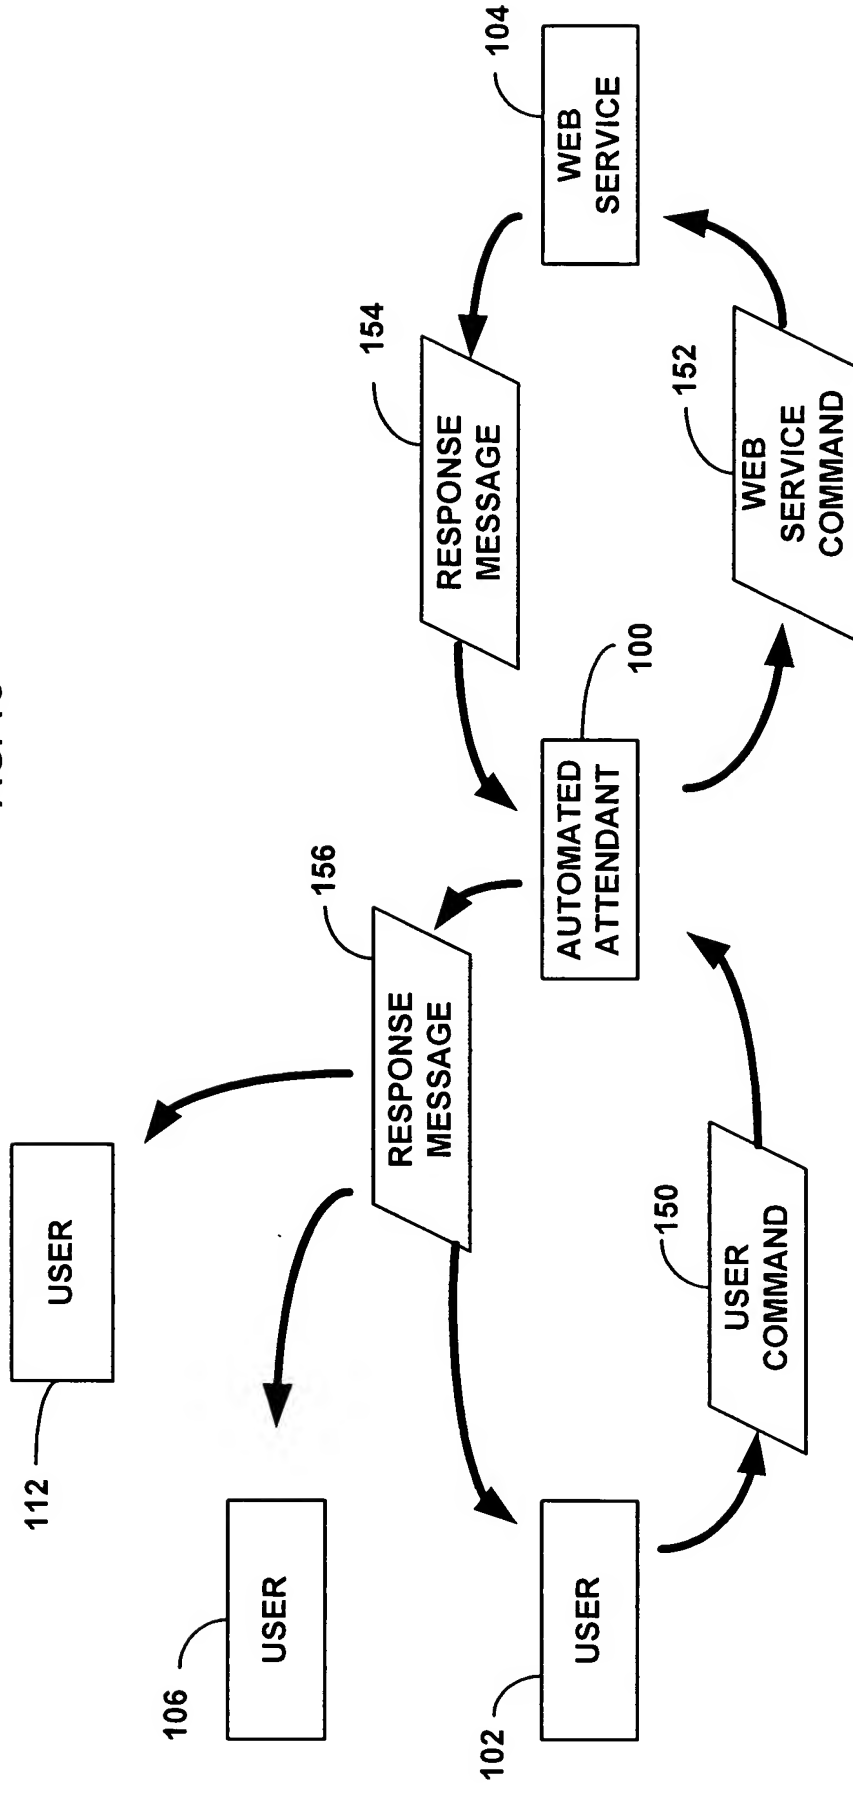 112
USER
106
USER
156
RESPONSE
MESSAGE
154
RESPONSE
MESSAGE
102
USER
AUTOMATED
ATTENDANT
100
104
WEB
SERVICE
150
USER
COMMAND
152
WEB
SERVICE
COMMAND